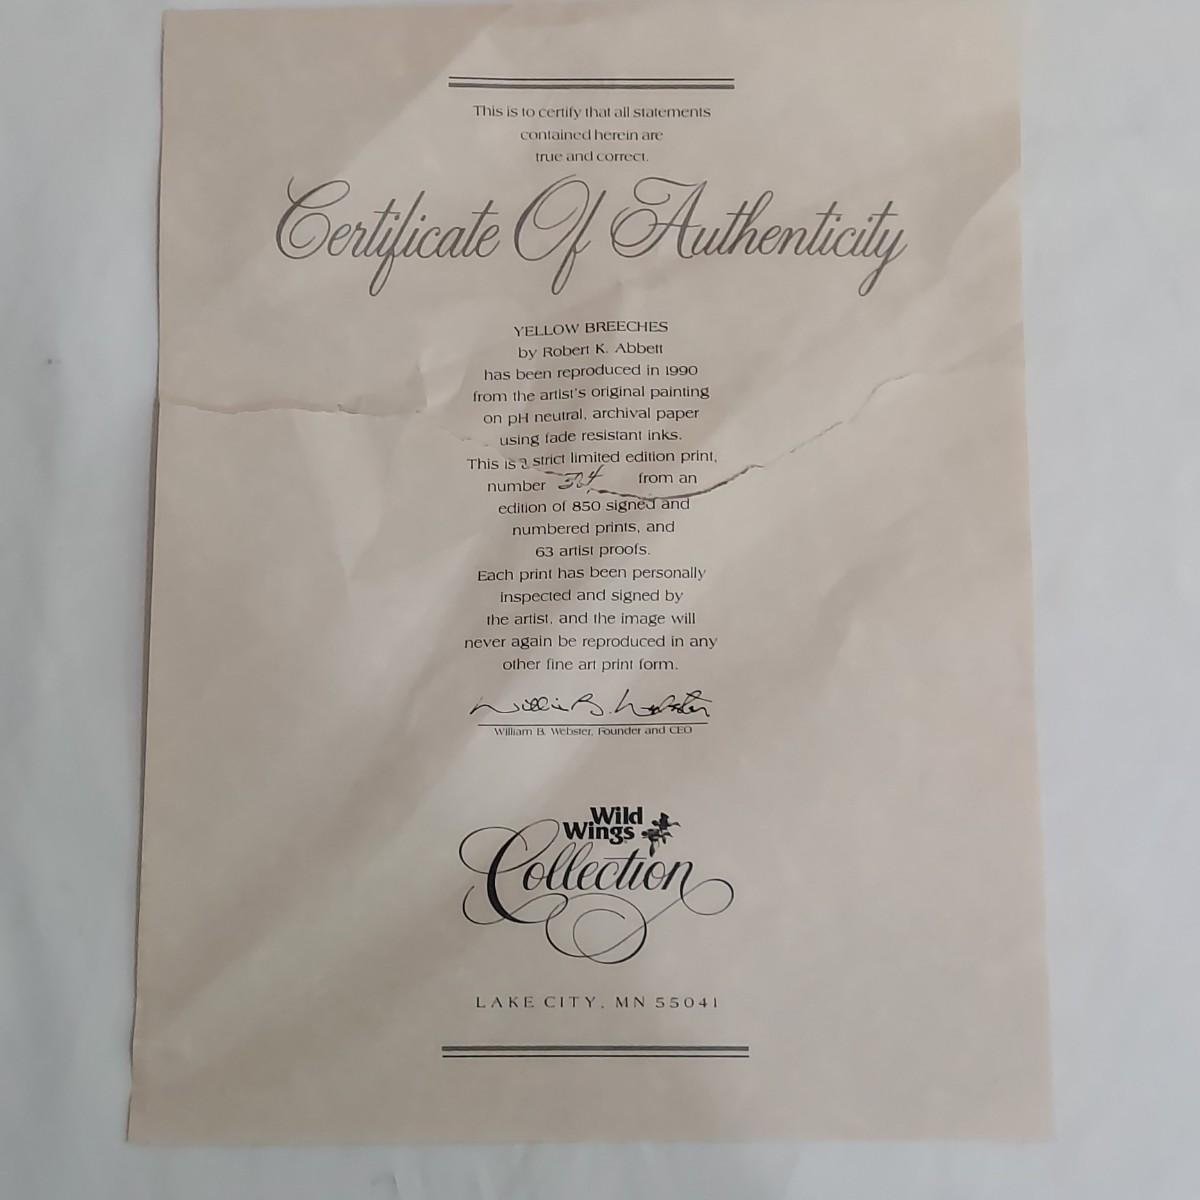 This is to certify that all statements
contained herein are
true and correct.
Certificate Of Authenticity
YELLOW BREECHES
by Robert K. Abbett
has been reproduced in 1990
from the artist's original painting
on pH neutral, archival paper
using fade resistant inks.
This is a strict limited edition print,
number from an
edition of 850 signed and
numbered prints, and
63 artist proofs.
Each print has been personally
inspected and signed by
the artist, and the image will
never again be reproduced in any
other fine art print form.
William B. Webster
William B. Webster, Founder and CEO
Wild
Wings
Collection
LAKE CITY, MN 55041